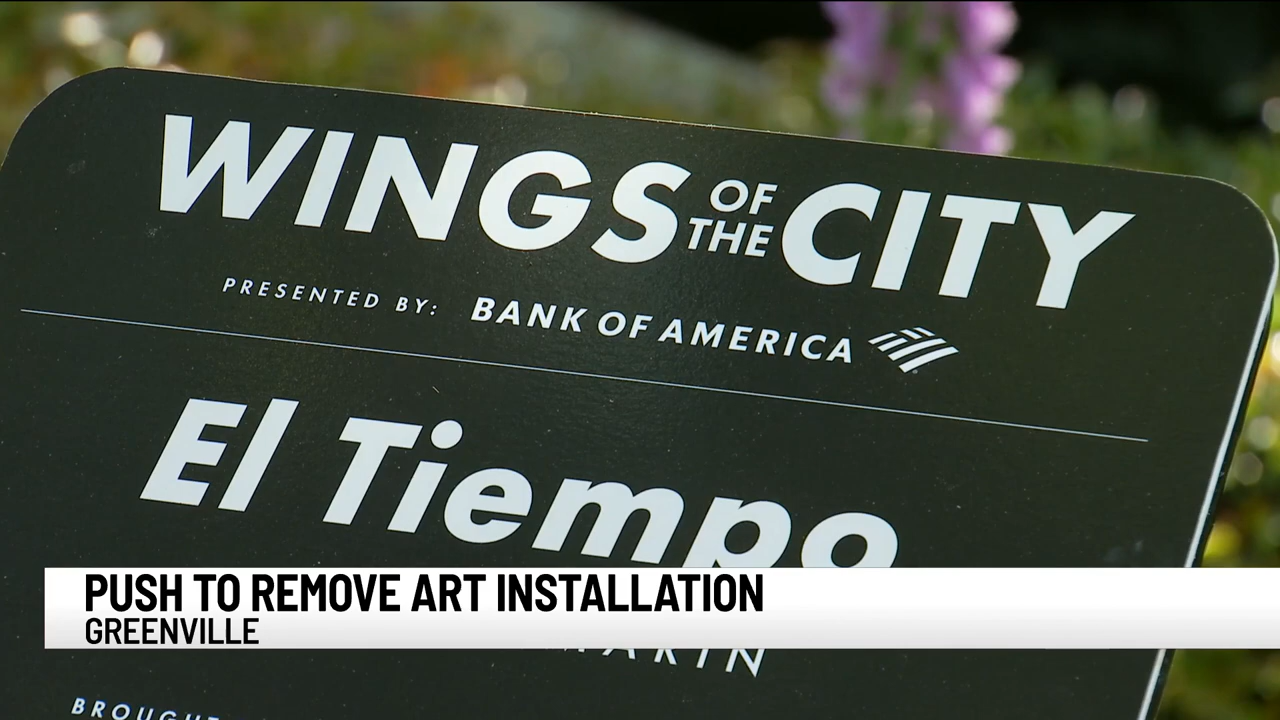 WINGS OF THE CITY
PRESENTED BY: BANK OF AMERICA
El Tiempo
PUSH TO REMOVE ART INSTALLATION
GREENVILLE